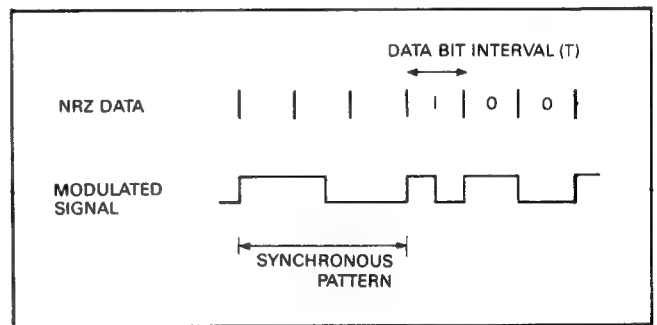 DATA BIT INTERVAL (T)
NRZ DATA
1 0 0
MODULATED
SIGNAL
SYNCHRONOUS
PATTERN